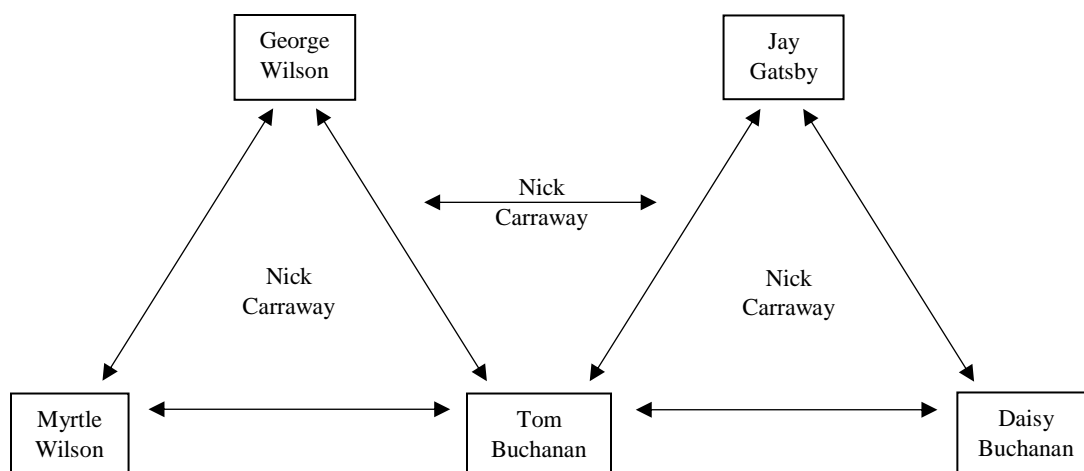 George
Wilson
Jay
Gatsby
Nick
Carraway
Nick
Carraway
Nick
Carraway
Myrtle
Wilson
Tom
Buchanan
Daisy
Buchanan